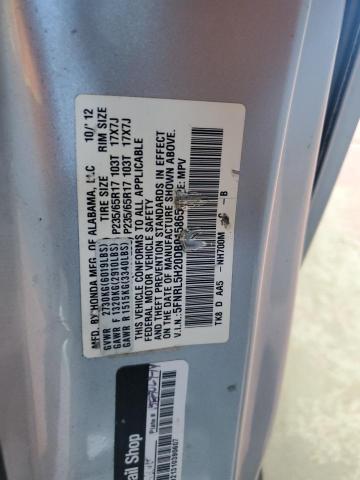 MFD. BY HONDA MFG. OF ALABAMA, LLC 10/'12
GVWR 2730KG(6019LBS) TIRE SIZE RIM SIZE
GAWR F 1320KG(2910LBS) P235/65R17 103T 17X7J
GAWR R 1515KG(3340LBS) P235/65R17 103T 17X7J
THIS VEHICLE CONFORMS TO ALL APPLICABLE
FEDERAL MOTOR VEHICLE SAFETY
AND THEFT PREVENTION STANDARDS IN EFFECT
ON THE DATE OF MANUFACTURE SHOWN ABOVE.
V.I.N.: MPV
TK8 D AA5 - NH700M C - B
ail Shop
Plate #